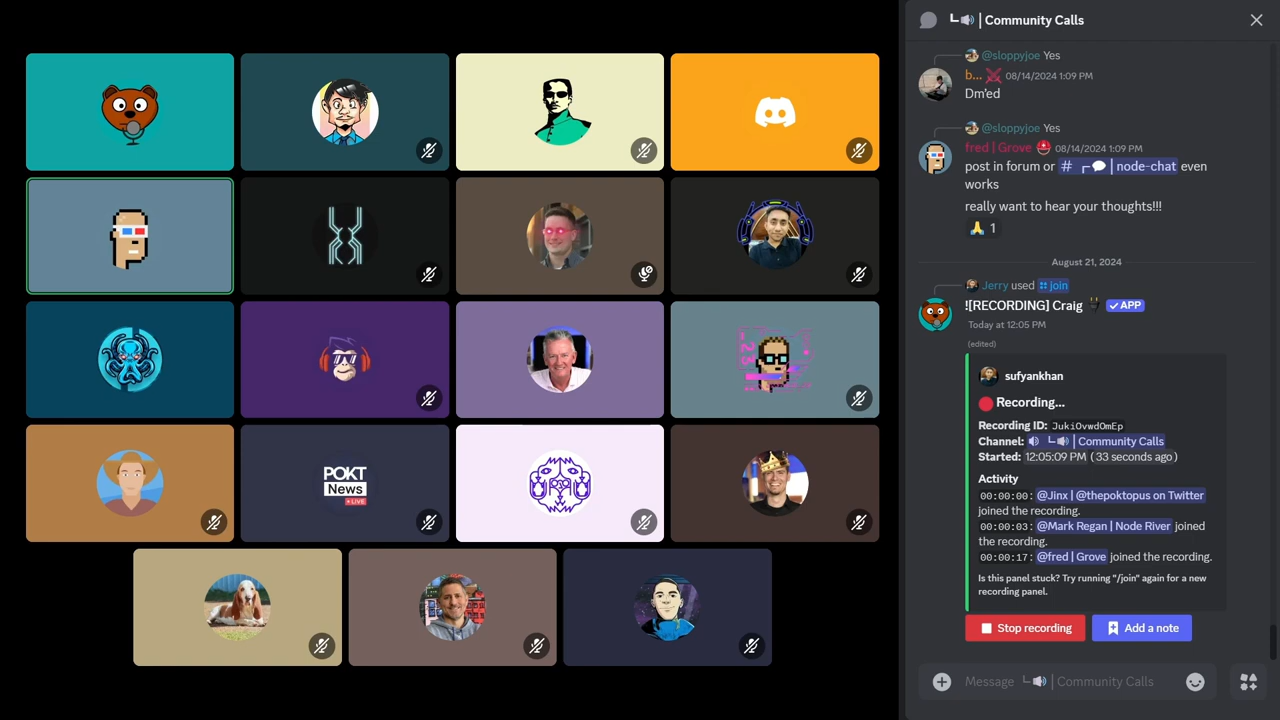 └🔊 | Community Calls
@sloppyjoe Yes
b... 08/14/2024 1:09 PM
Dm'ed
@sloppyjoe Yes
fred | Grove 08/14/2024 1:09 PM
post in forum or # ┌💬 | node-chat even
works
really want to hear your thoughts!!!
🙏 1
August 21, 2024
Jerry used join
![RECORDING] Craig APP
Today at 12:05 PM
(edited)
sufyankhan
🔴 Recording...
Recording ID: JukiOvwdOmEp
Channel: └🔊 | Community Calls
Started: 12:05:09 PM (33 seconds ago)
Activity
00:00:00: @Jinx | @thepoktopus on Twitter
joined the recording.
00:00:03: @Mark Regan | Node River joined
the recording.
00:00:17: @fred | Grove joined the recording.
Is this panel stuck? Try running "/join" again for a new
recording panel.
Stop recording
Add a note
Message └🔊 | Community Calls
POKT
News
LIVE